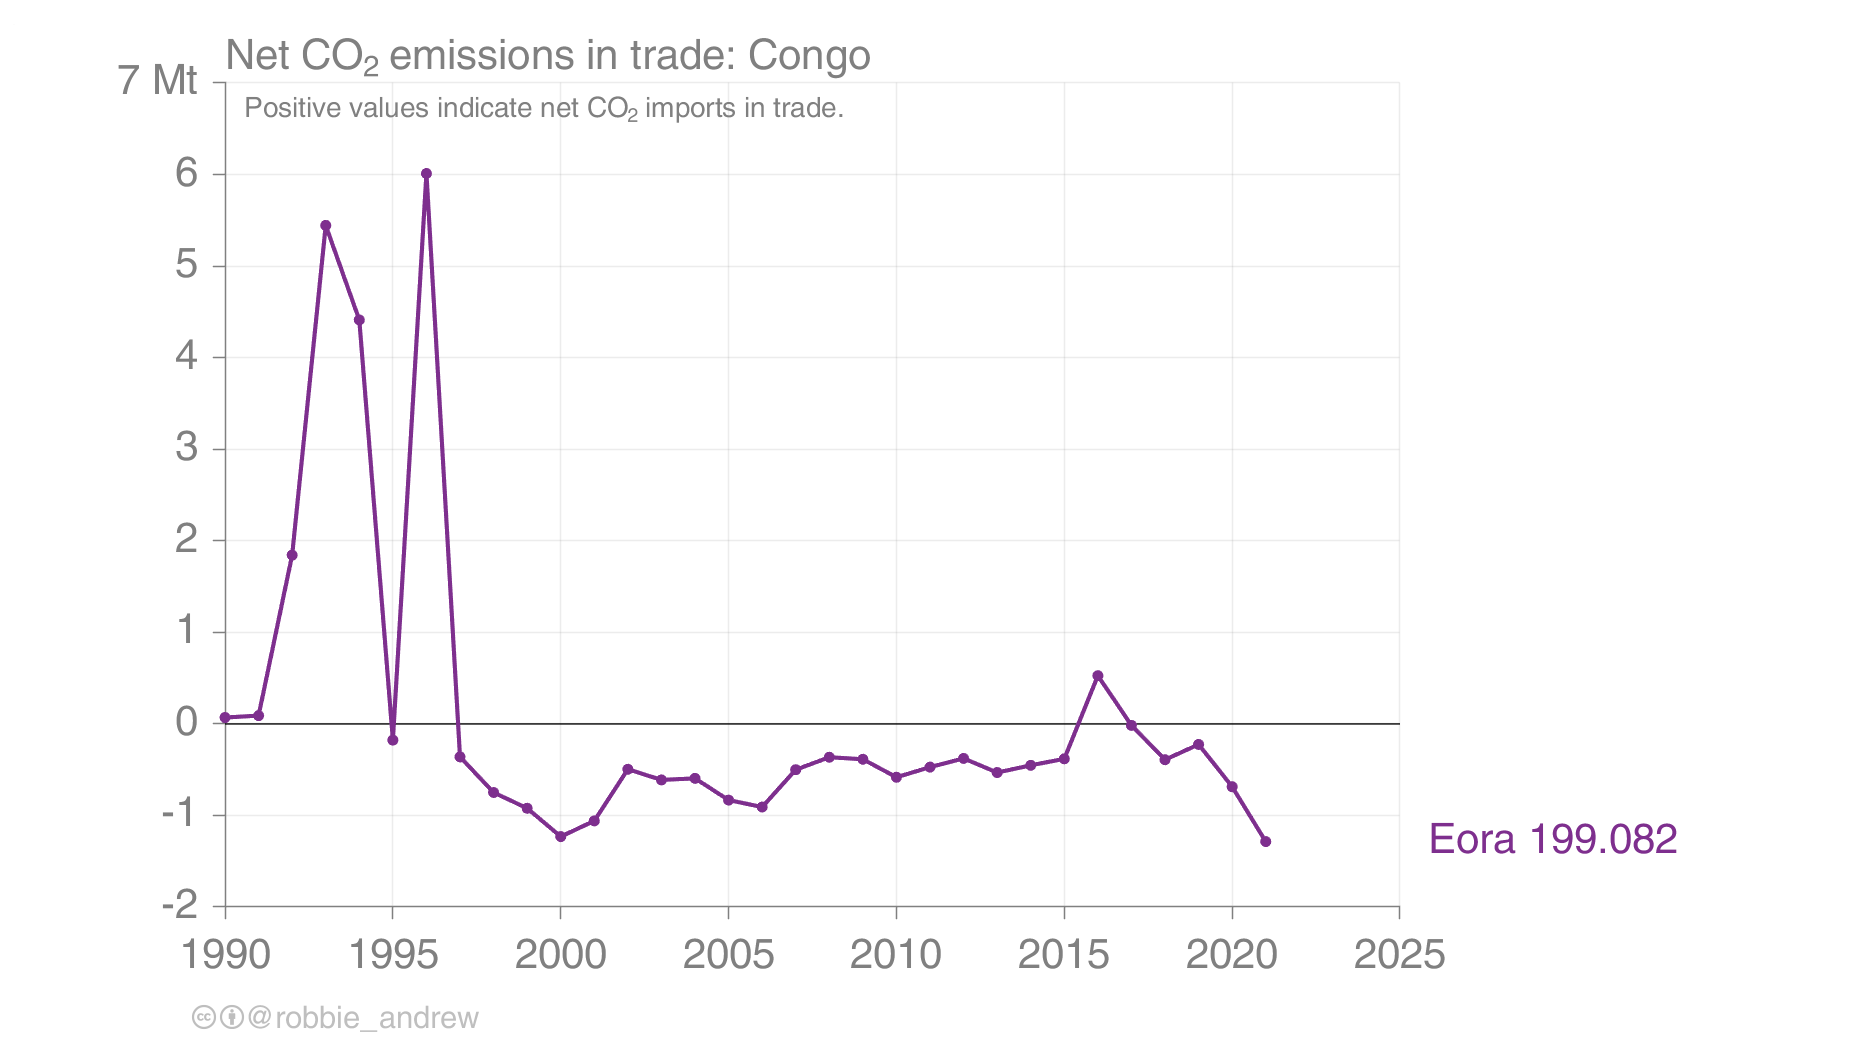 Net CO₂ emissions in trade: Congo
7 Mt
Positive values indicate net CO₂ imports in trade.
6
5
4
3
2
1
0
-1
Eora 199.082
-2
1990 1995 2000 2005 2010 2015 2020 2025
@robbie_andrew